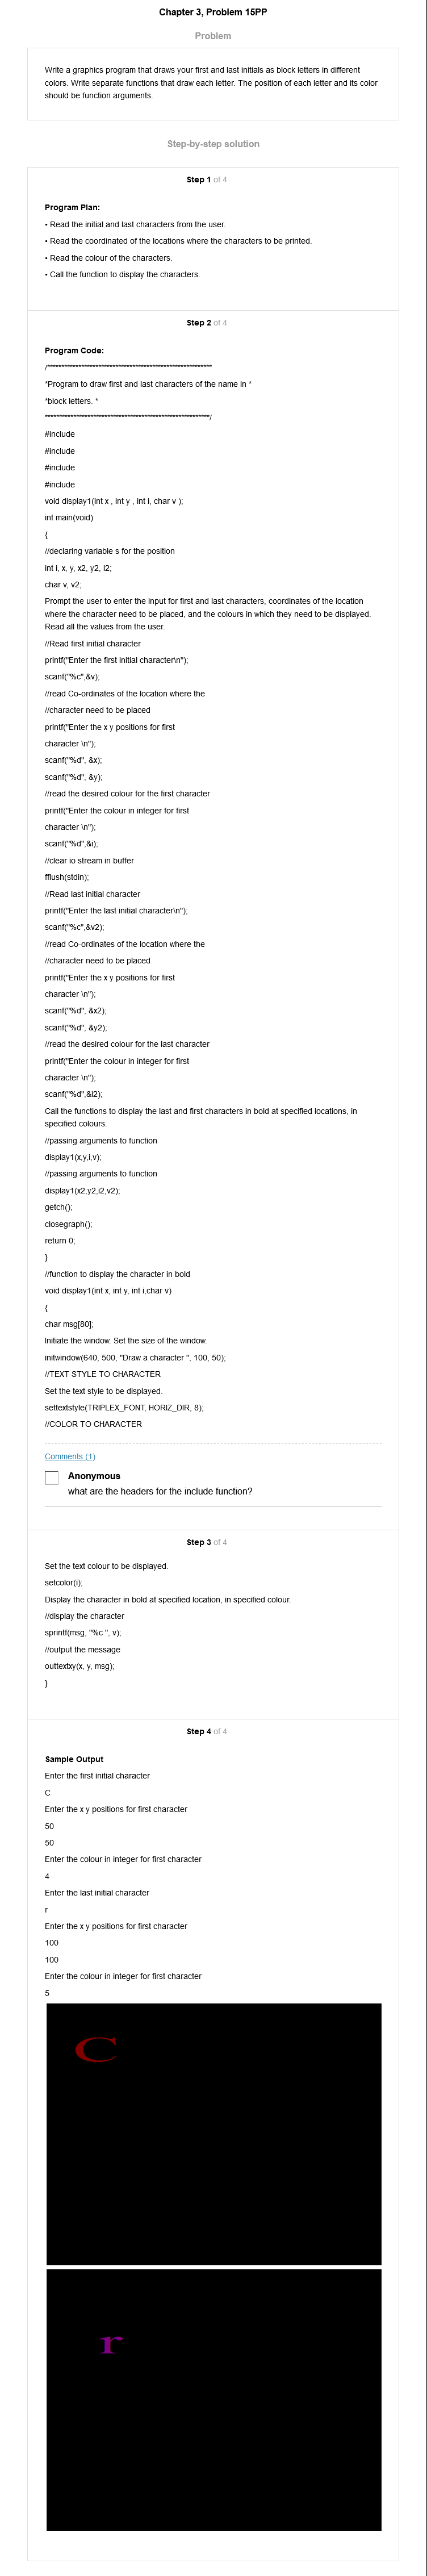 Chapter 3, Problem 15PP
Problem
Write a graphics program that draws your first and last initials as block letters in different
colors. Write separate functions that draw each letter. The position of each letter and its color
should be function arguments.
Step-by-step solution
Step 1 of 4
Program Plan:
• Read the initial and last characters from the user.
• Read the coordinated of the locations where the characters to be printed.
• Read the colour of the characters.
• Call the function to display the characters.
Step 2 of 4
Program Code:
/**********************************************************
*Program to draw first and last characters of the name in *
*block letters. *
**********************************************************/
#include
#include
#include
#include
void display1(int x , int y , int i, char v );
int main(void)
{
//declaring variable s for the position
int i, x, y, x2, y2, i2;
char v, v2;
Prompt the user to enter the input for first and last characters, coordinates of the location
where the character need to be placed, and the colours in which they need to be displayed.
Read all the values from the user.
//Read first initial character
printf("Enter the first initial character\n");
scanf("%c",&v);
//read Co-ordinates of the location where the
//character need to be placed
printf("Enter the x y positions for first
character \n");
scanf("%d", &x);
scanf("%d", &y);
//read the desired colour for the first character
printf("Enter the colour in integer for first
character \n");
scanf("%d",&i);
//clear io stream in buffer
fflush(stdin);
//Read last initial character
printf("Enter the last initial character\n");
scanf("%c",&v2);
//read Co-ordinates of the location where the
//character need to be placed
printf("Enter the x y positions for first
character \n");
scanf("%d", &x2);
scanf("%d", &y2);
//read the desired colour for the last character
printf("Enter the colour in integer for first
character \n");
scanf("%d",&i2);
Call the functions to display the last and first characters in bold at specified locations, in
specified colours.
//passing arguments to function
display1(x,y,i,v);
//passing arguments to function
display1(x2,y2,i2,v2);
getch();
closegraph();
return 0;
}
//function to display the character in bold
void display1(int x, int y, int i,char v)
{
char msg[80];
Initiate the window. Set the size of the window.
initwindow(640, 500, "Draw a character ", 100, 50);
//TEXT STYLE TO CHARACTER
Set the text style to be displayed.
settextstyle(TRIPLEX_FONT, HORIZ_DIR, 8);
//COLOR TO CHARACTER
Comments (1)
Anonymous
what are the headers for the include function?
Step 3 of 4
Set the text colour to be displayed.
setcolor(i);
Display the character in bold at specified location, in specified colour.
//display the character
sprintf(msg, "%c ", v);
//output the message
outtextxy(x, y, msg);
}
Step 4 of 4
Sample Output
Enter the first initial character
C
Enter the x y positions for first character
50
50
Enter the colour in integer for first character
4
Enter the last initial character
r
Enter the x y positions for first character
100
100
Enter the colour in integer for first character
5
C
r